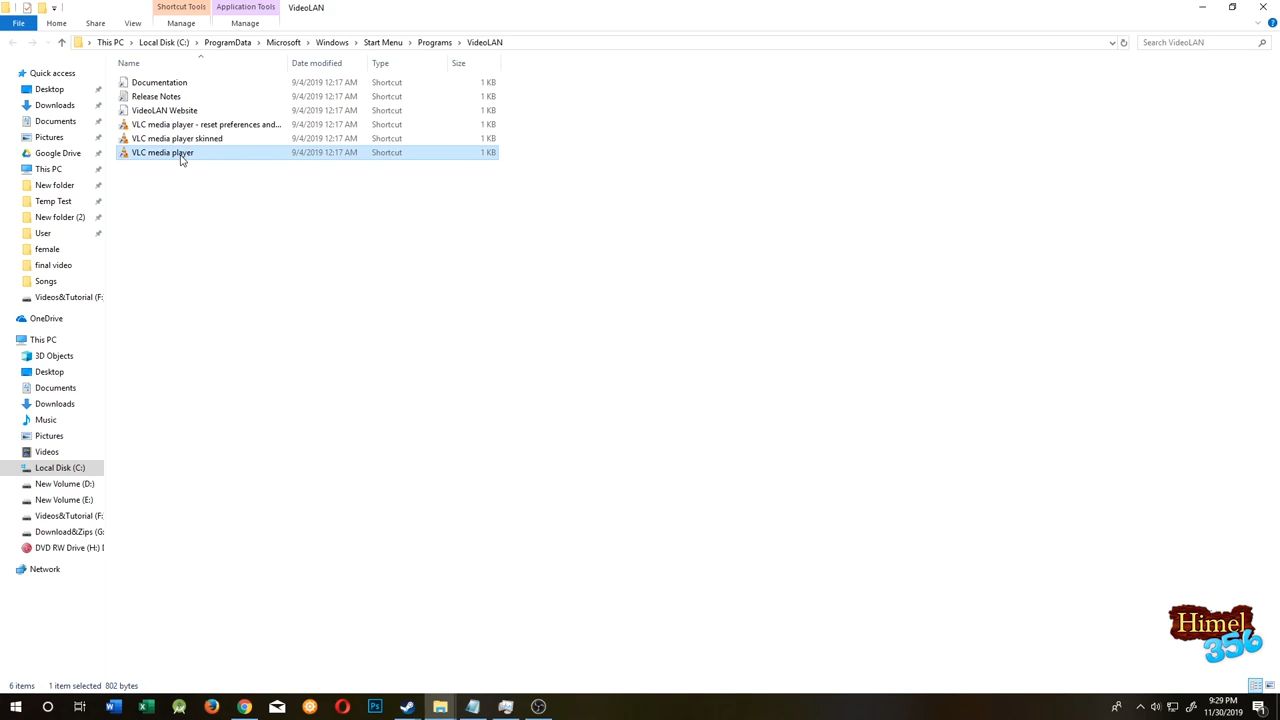 Shortcut Tools
Application Tools
VideoLAN
File
Home
Share
View
Manage
Manage
This PC
Local Disk (C:)
ProgramData
Microsoft
Windows
Start Menu
Programs
VideoLAN
Search VideoLAN
Name
Date modified
Type
Size
Documentation 9/4/2019 12:17 AM Shortcut 1 KB
Release Notes 9/4/2019 12:17 AM Shortcut 1 KB
VideoLAN Website 9/4/2019 12:17 AM Shortcut 1 KB
VLC media player - reset preferences and... 9/4/2019 12:17 AM Shortcut 1 KB
VLC media player skinned 9/4/2019 12:17 AM Shortcut 1 KB
VLC media player 9/4/2019 12:17 AM Shortcut 1 KB
Quick access
Desktop
Downloads
Documents
Pictures
Google Drive
This PC
New folder
Temp Test
New folder (2)
User
female
final video
Songs
Videos&Tutorial (F:
OneDrive
This PC
3D Objects
Desktop
Documents
Downloads
Music
Pictures
Videos
Local Disk (C:)
New Volume (D:)
New Volume (E:)
Videos&Tutorial (F:
Download&Zips (G:
DVD RW Drive (H:) D
Network
Himel
356
6 items
1 item selected 802 bytes
9:29 PM
11/30/2019